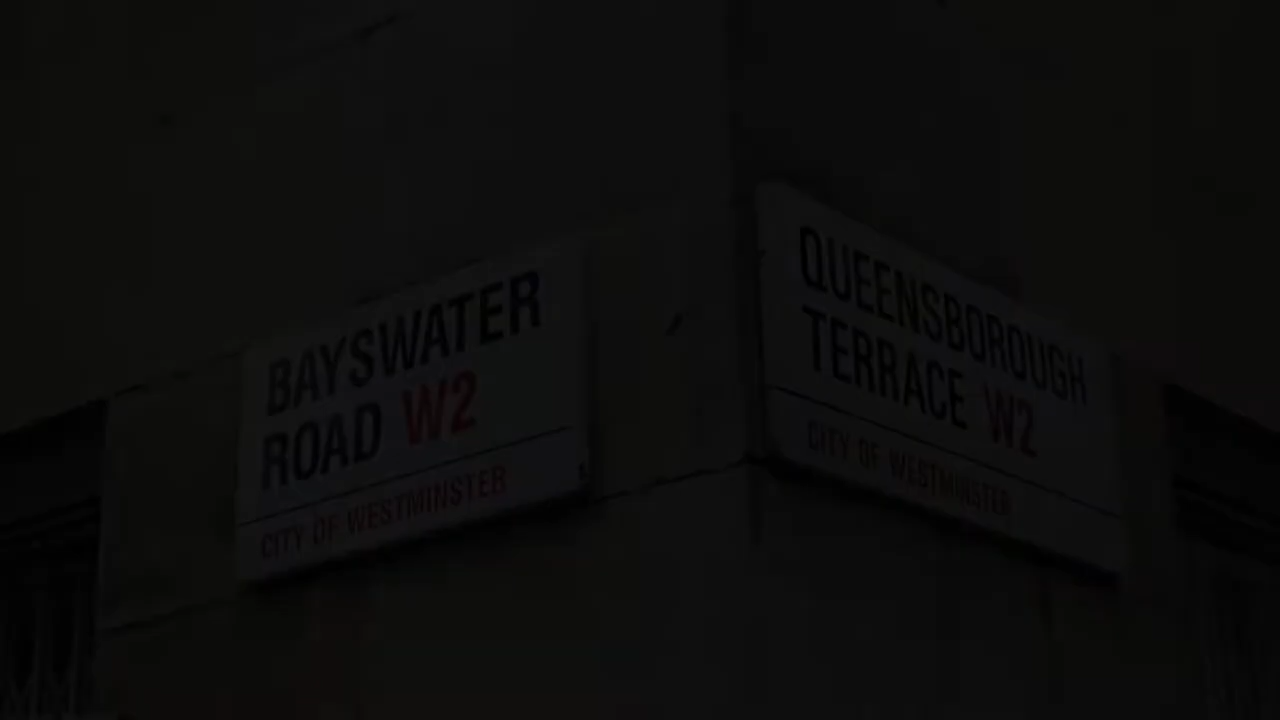 BAYSWATER
ROAD W2
CITY OF WESTMINSTER
QUEENSBOROUGH
TERRACE W2
CITY OF WESTMINSTER